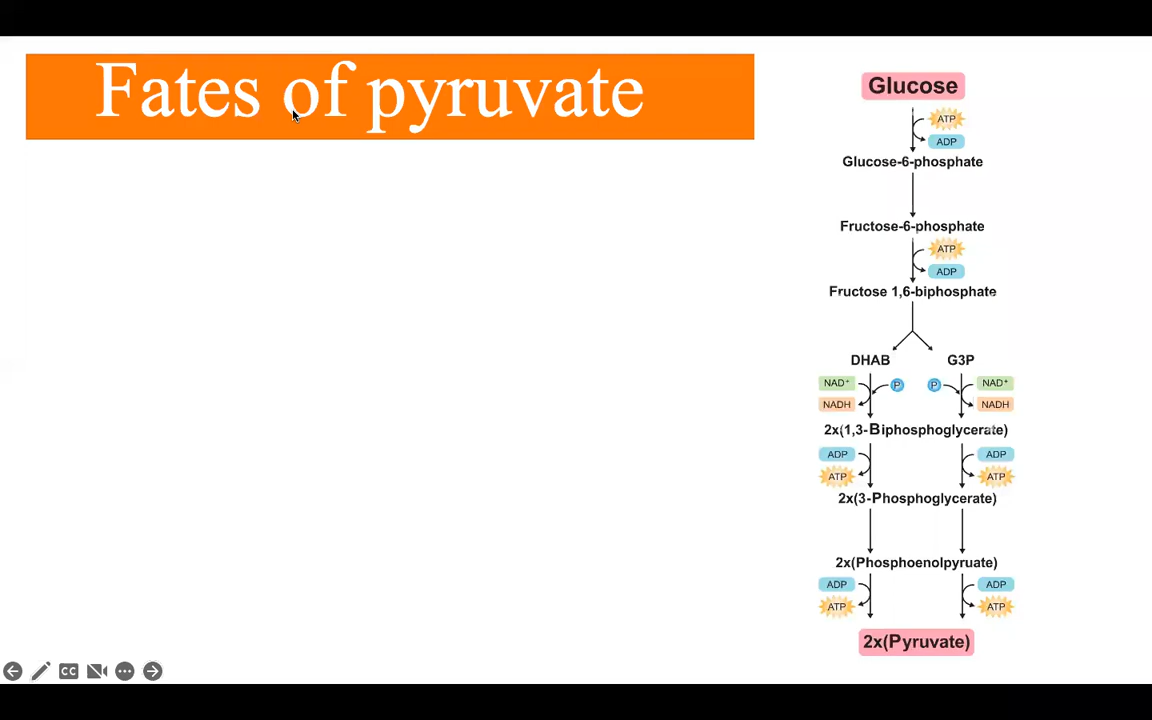 Fates of pyruvate
Glucose
ATP
ADP
Glucose-6-phosphate
Fructose-6-phosphate
ATP
ADP
Fructose 1,6-biphosphate
DHAB G3P
NAD+ P P NAD+
NADH NADH
2x(1,3-Biphosphoglycerate)
ADP ADP
ATP ATP
2x(3-Phosphoglycerate)
2x(Phosphoenolpyruate)
ADP ADP
ATP ATP
2x(Pyruvate)
CC